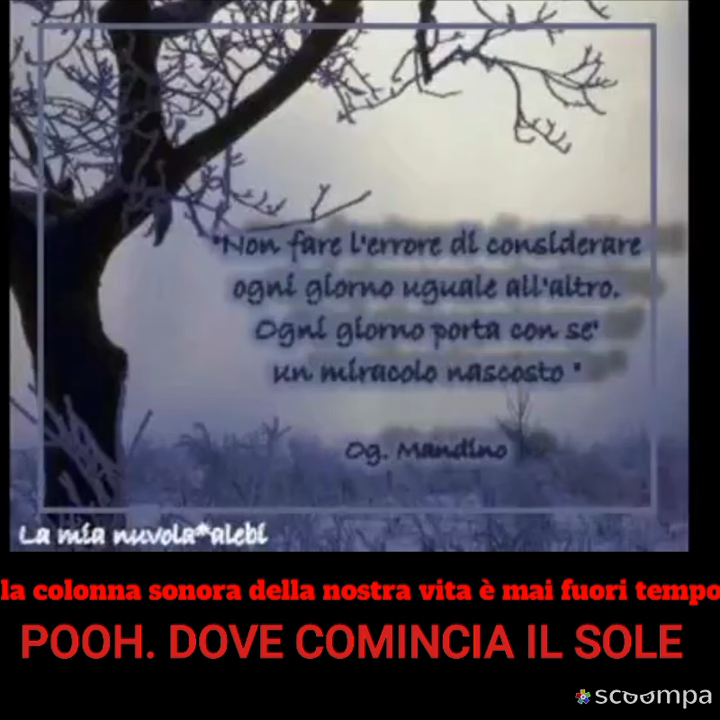 "Non fare l'errore di considerare
ogni giorno uguale all'altro.
Ogni giorno porta con se'
un miracolo nascosto "
Og. Mandino
La mia nuvola*alebi
la colonna sonora della nostra vita è mai fuori tempo
POOH. DOVE COMINCIA IL SOLE
scoompa